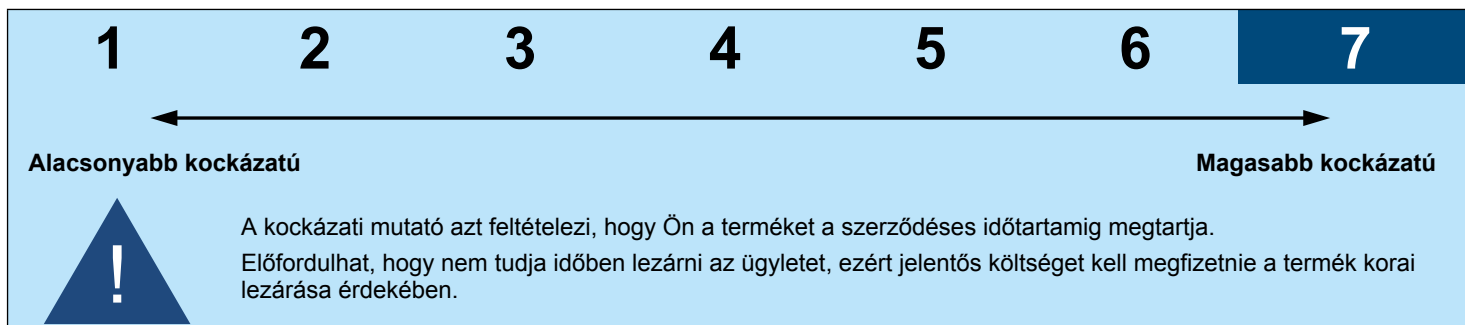 1 2 3 4 5 6 7
Alacsonyabb kockázatú Magasabb kockázatú
!
A kockázati mutató azt feltételezi, hogy Ön a terméket a szerződéses időtartamig megtartja.
Előfordulhat, hogy nem tudja időben lezárni az ügyletet, ezért jelentős költséget kell megfizetnie a termék korai
lezárása érdekében.